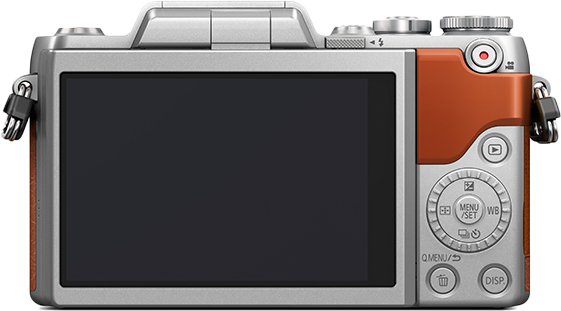 MENU
/SET
WB
Q.MENU/
DISP.